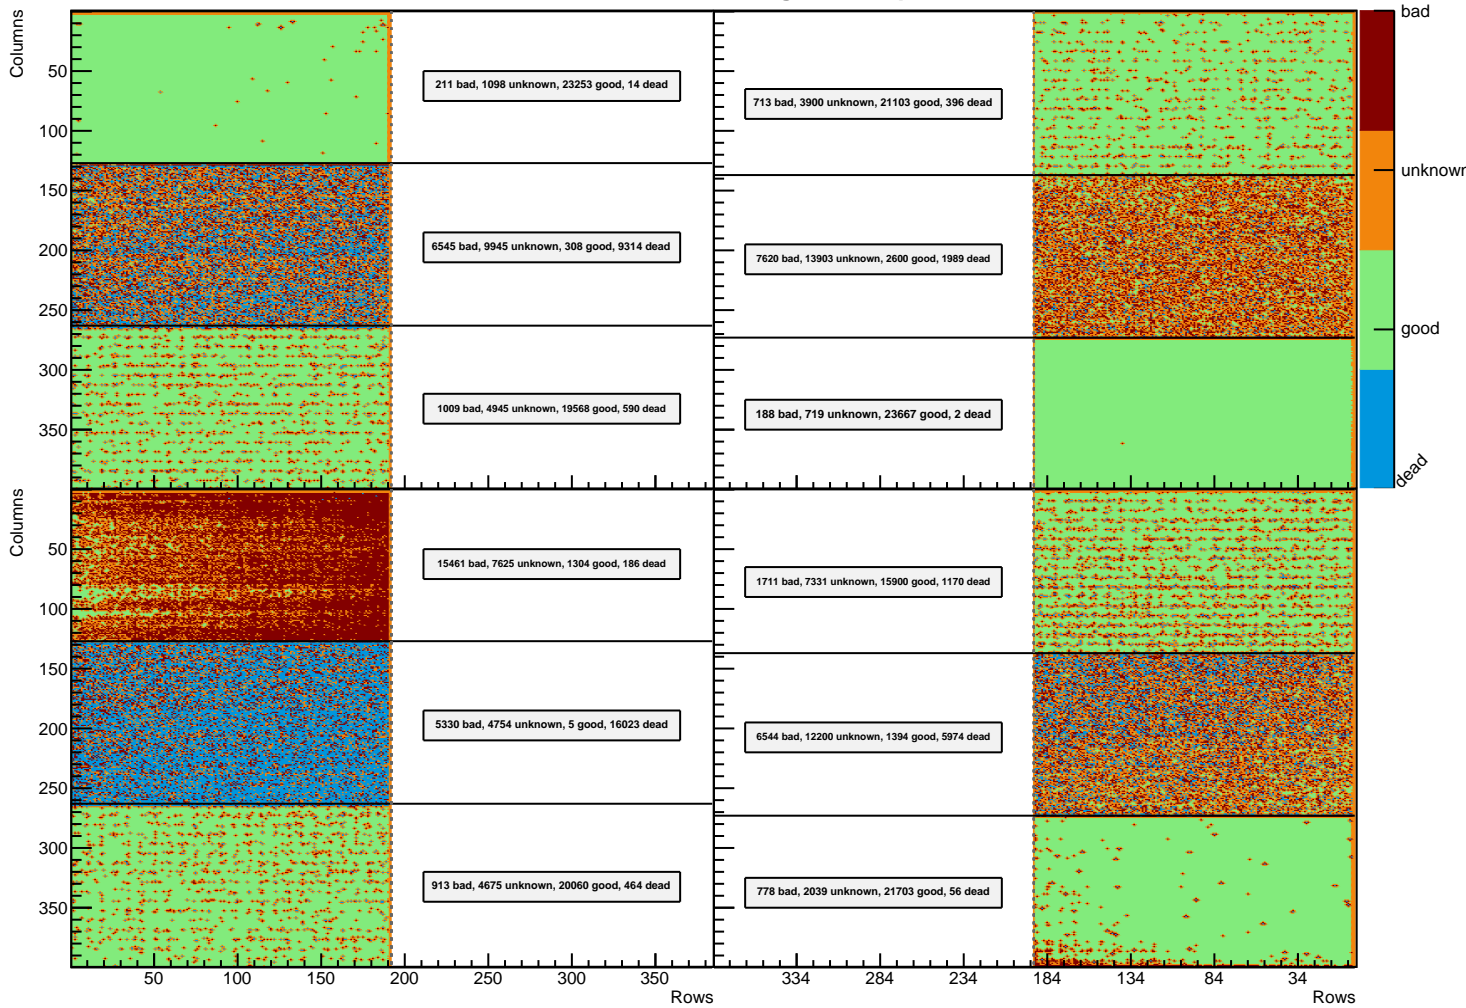 bad
unknown
good
dead
Columns
50
100
150
200
250
300
350
211 bad, 1098 unknown, 23253 good, 14 dead
6545 bad, 9945 unknown, 308 good, 9314 dead
1009 bad, 4945 unknown, 19568 good, 590 dead
713 bad, 3900 unknown, 21103 good, 396 dead
7620 bad, 13903 unknown, 2600 good, 1989 dead
188 bad, 719 unknown, 23667 good, 2 dead
Columns
50
100
150
200
250
300
350
15461 bad, 7625 unknown, 1304 good, 186 dead
5330 bad, 4754 unknown, 5 good, 16023 dead
913 bad, 4675 unknown, 20060 good, 464 dead
1711 bad, 7331 unknown, 15900 good, 1170 dead
6544 bad, 12200 unknown, 1394 good, 5974 dead
778 bad, 2039 unknown, 21703 good, 56 dead
50 100 150 200 250 300 350
Rows
334 284 234 184 134 84 34
Rows